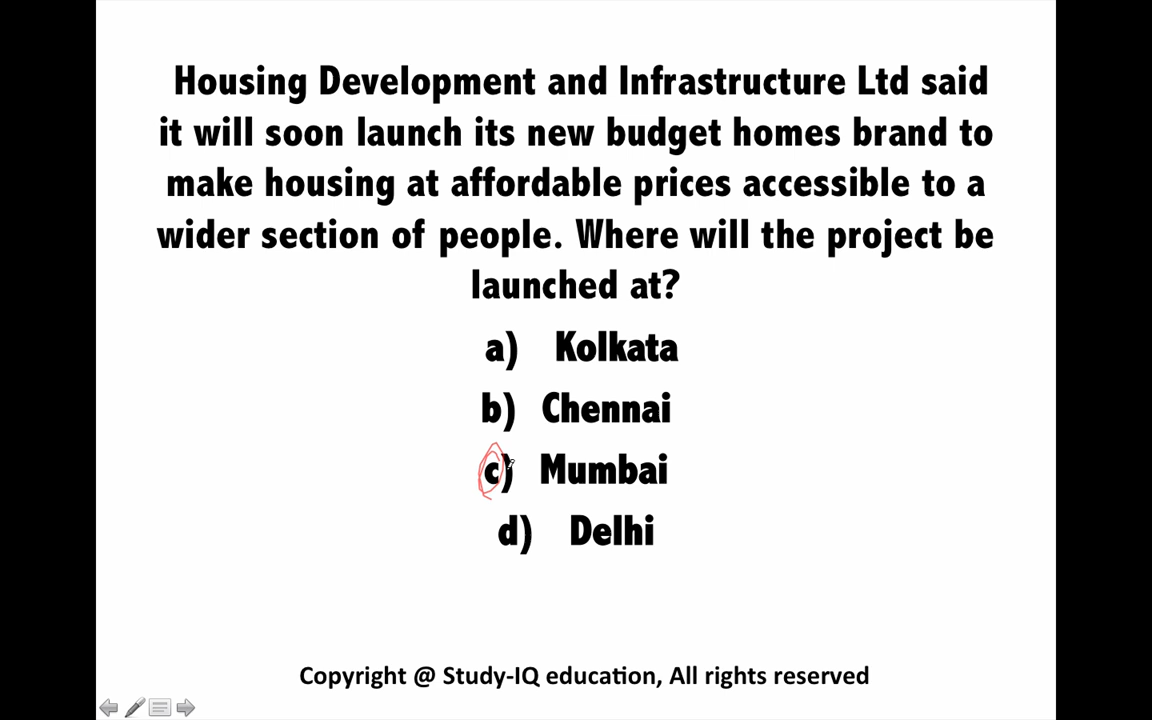 Housing Development and Infrastructure Ltd said
it will soon launch its new budget homes brand to
make housing at affordable prices accessible to a
wider section of people. Where will the project be
launched at?
a) Kolkata
b) Chennai
c) Mumbai
d) Delhi
Copyright @ Study-IQ education, All rights reserved